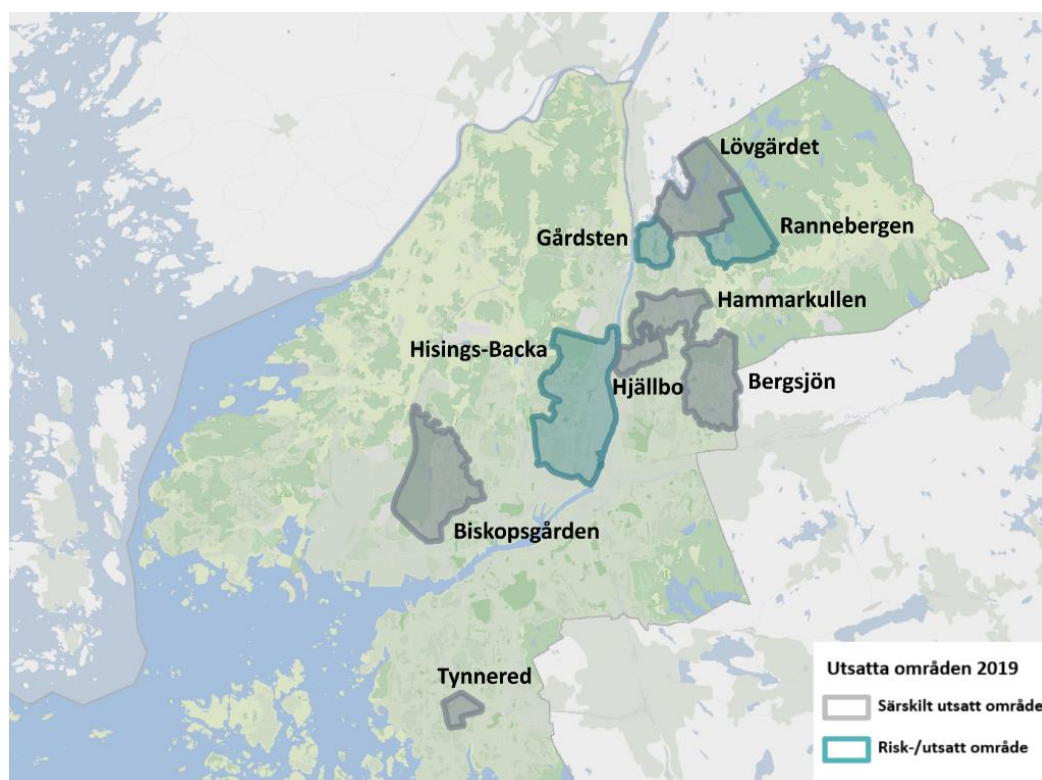 Lövgärdet
Gårdsten
Rannebergen
Hammarkullen
Hisings-Backa
Hjällbo
Bergsjön
Biskopsgården
Tynnered
Utsatta områden 2019
Särskilt utsatt område
Risk-/utsatt område